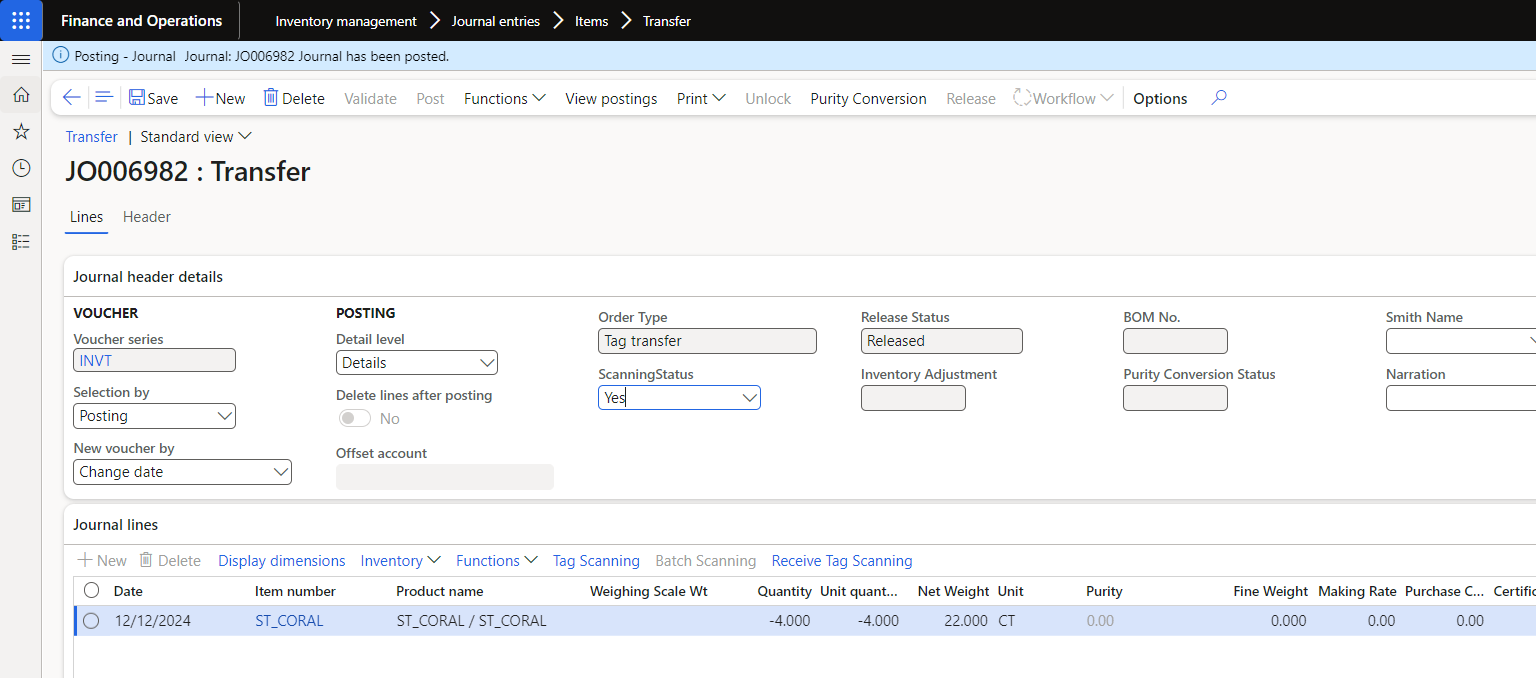 Finance and Operations Inventory management Journal entries Items Transfer
Posting - Journal Journal: JO006982 Journal has been posted.
Save New Delete Validate Post Functions View postings Print Unlock Purity Conversion Release Workflow Options
Transfer | Standard view
JO006982 : Transfer
Lines Header
Journal header details
VOUCHER
Voucher series
INVT
Selection by
Posting
New voucher by
Change date
POSTING
Detail level
Details
Delete lines after posting
No
Offset account
Order Type
Tag transfer
ScanningStatus
Yes
Release Status
Released
Inventory Adjustment
BOM No.
Purity Conversion Status
Smith Name
Narration
Journal lines
New Delete Display dimensions Inventory Functions Tag Scanning Batch Scanning Receive Tag Scanning
Date Item number Product name Weighing Scale Wt Quantity Unit quant... Net Weight Unit Purity Fine Weight Making Rate Purchase C... Certific
12/12/2024 ST_CORAL ST_CORAL / ST_CORAL -4.000 -4.000 22.000 CT 0.00 0.000 0.00 0.00